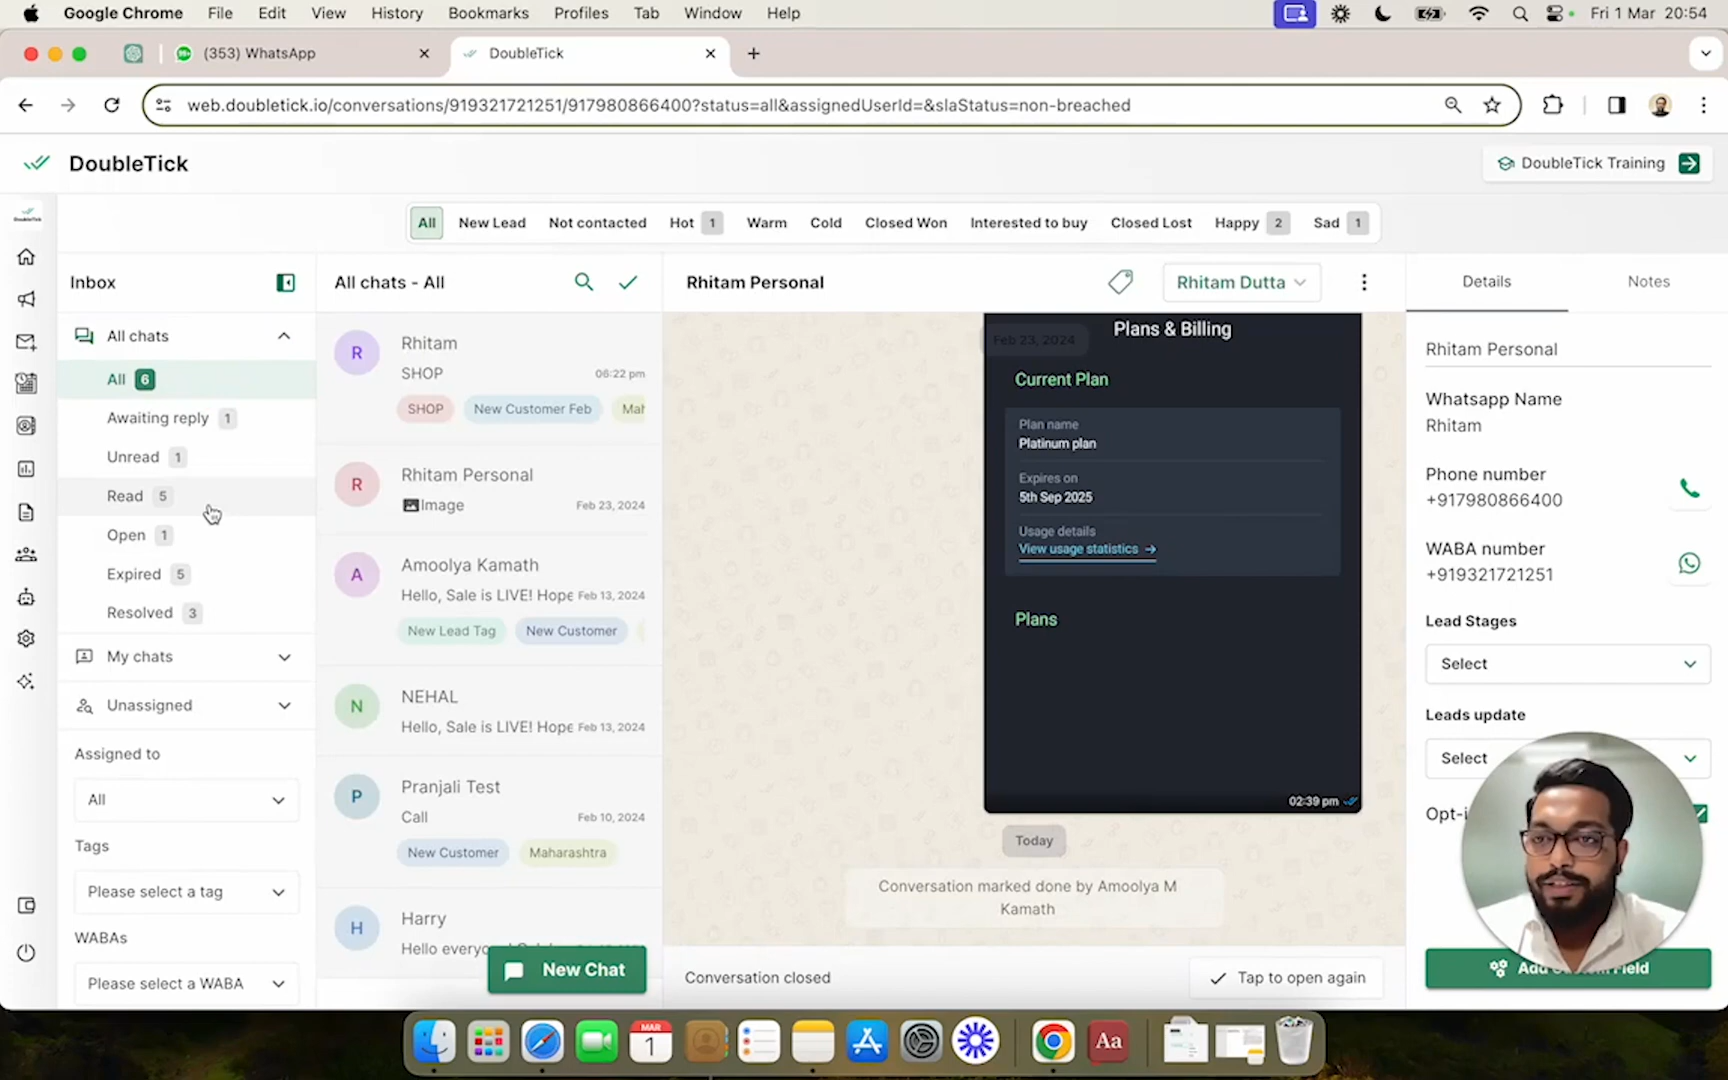 Google Chrome File Edit View History Bookmarks Profiles Tab Window Help Fri 1 Mar 20:54
99+ (353) WhatsApp
DoubleTick
web.doubletick.io/conversations/919321721251/917980866400?status=all&assignedUserId=&slaStatus=non-breached
DoubleTick
DoubleTick Training
All New Lead Not contacted Hot 1 Warm Cold Closed Won Interested to buy Closed Lost Happy 2 Sad 1
Inbox
All chats
All 6
Awaiting reply 1
Unread 1
Read 5
Open 1
Expired 5
Resolved 3
My chats
Unassigned
Assigned to
All
Tags
Please select a tag
WABAs
Please select a WABA
All chats - All
R
Rhitam
SHOP 06:22 pm
SHOP New Customer Feb Mah
R
Rhitam Personal
Image Feb 23, 2024
A
Amoolya Kamath
Hello, Sale is LIVE! Hope Feb 13, 2024
New Lead Tag New Customer
N
NEHAL
Hello, Sale is LIVE! Hope Feb 13, 2024
P
Pranjali Test
Call Feb 10, 2024
New Customer Maharashtra
H
Harry
New Chat
Rhitam Personal
Rhitam Dutta
Feb 23, 2024
Plans & Billing
Current Plan
Plan name
Platinum plan
Expires on
5th Sep 2025
Usage details
View usage statistics
Plans
02:39 pm
Today
Conversation marked done by Amoolya M
Kamath
Conversation closed
Tap to open again
Details Notes
Rhitam Personal
Whatsapp Name
Rhitam
Phone number
+917980866400
WABA number
+919321721251
Lead Stages
Select
Leads update
Select
MAR
1
Aa